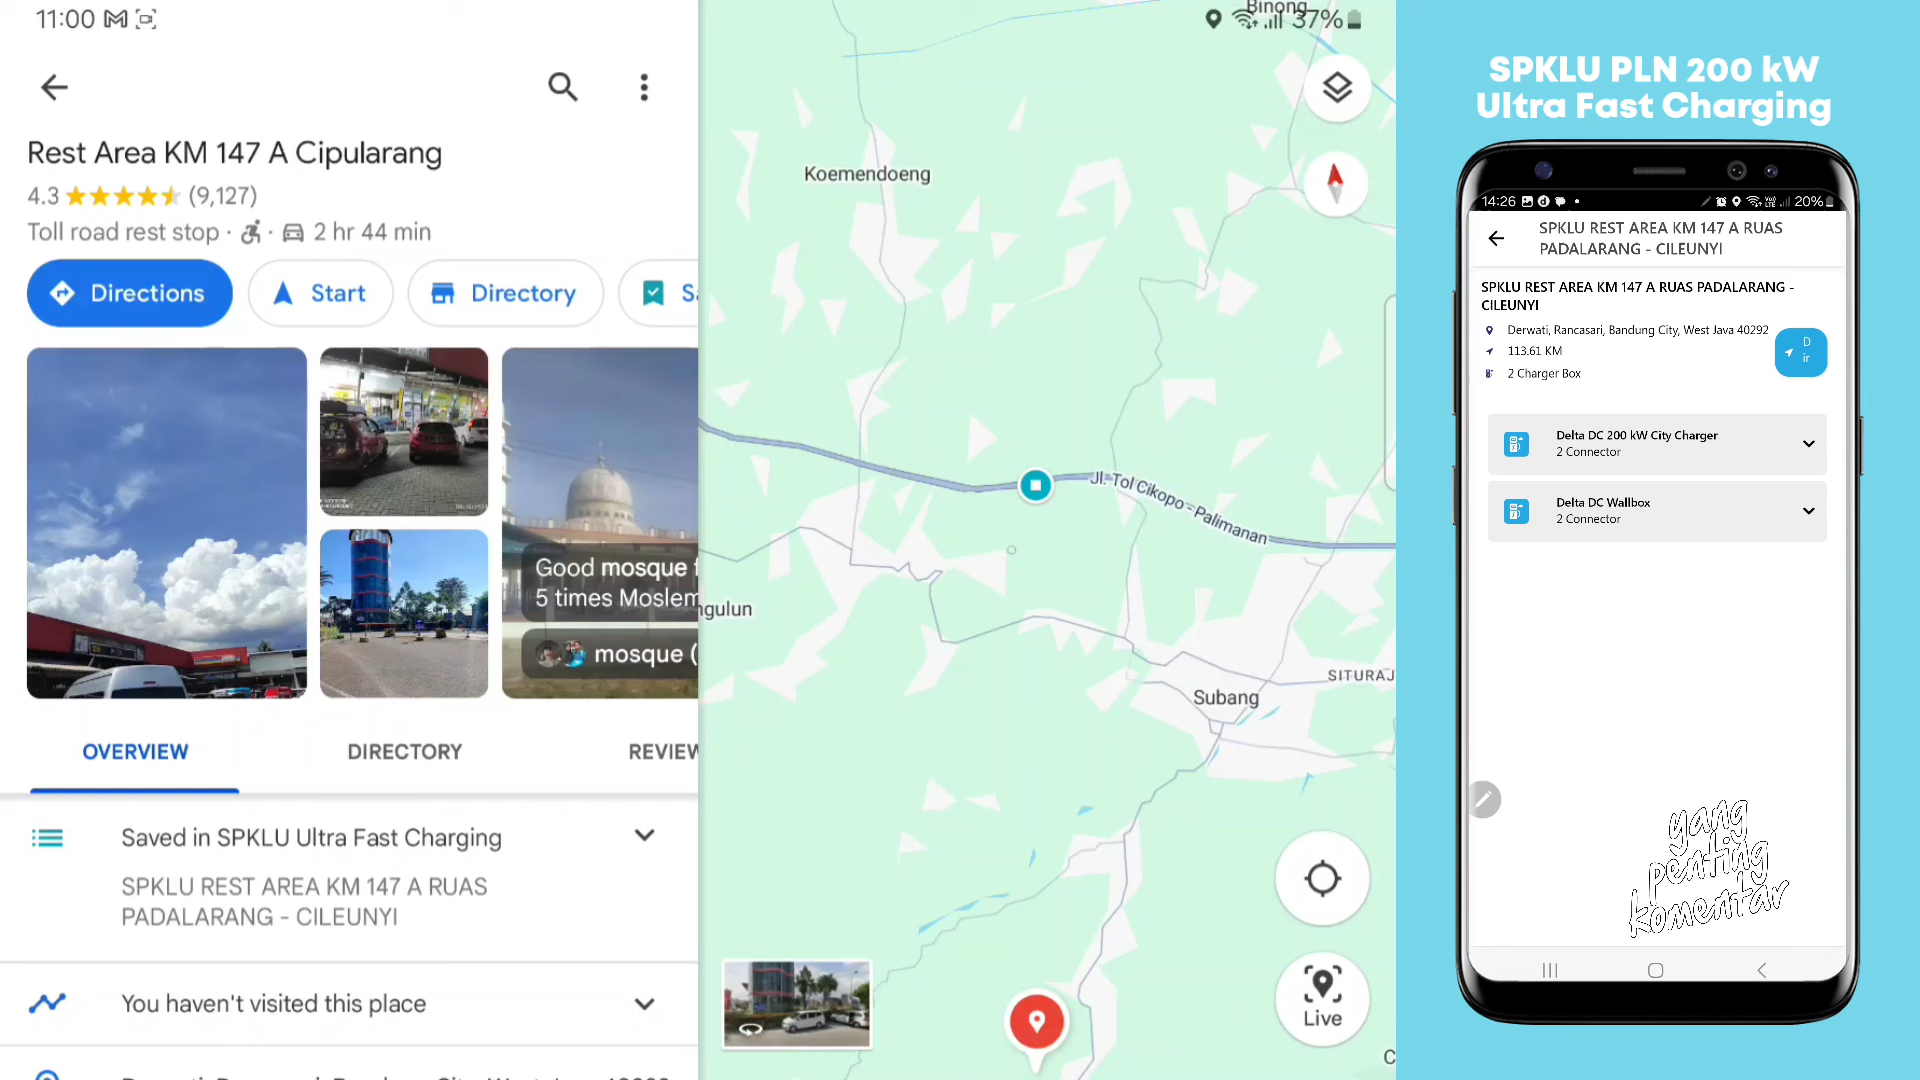 11:00
Rest Area KM 147 A Cipularang
4.3 (9,127)
Toll road rest stop · 2 hr 44 min
Directions
Start
Directory
Good mosque
5 times Moslem
mosque (
OVERVIEW
DIRECTORY
REVIEW
Saved in SPKLU Ultra Fast Charging
SPKLU REST AREA KM 147 A RUAS
PADALARANG - CILEUNYI
You haven't visited this place
Binong
37%
Koemendoeng
Jl. Tol Cikopo - Palimanan
ngulun
SITURAJ
Subang
Live
SPKLU PLN 200 kW
Ultra Fast Charging
14:26 20%
SPKLU REST AREA KM 147 A RUAS
PADALARANG - CILEUNYI
SPKLU REST AREA KM 147 A RUAS PADALARANG -
CILEUNYI
Derwati, Rancasari, Bandung City, West Java 40292
113.61 KM
2 Charger Box
D
ir
Delta DC 200 kW City Charger
2 Connector
Delta DC Wallbox
2 Connector
yang
penting
komentar